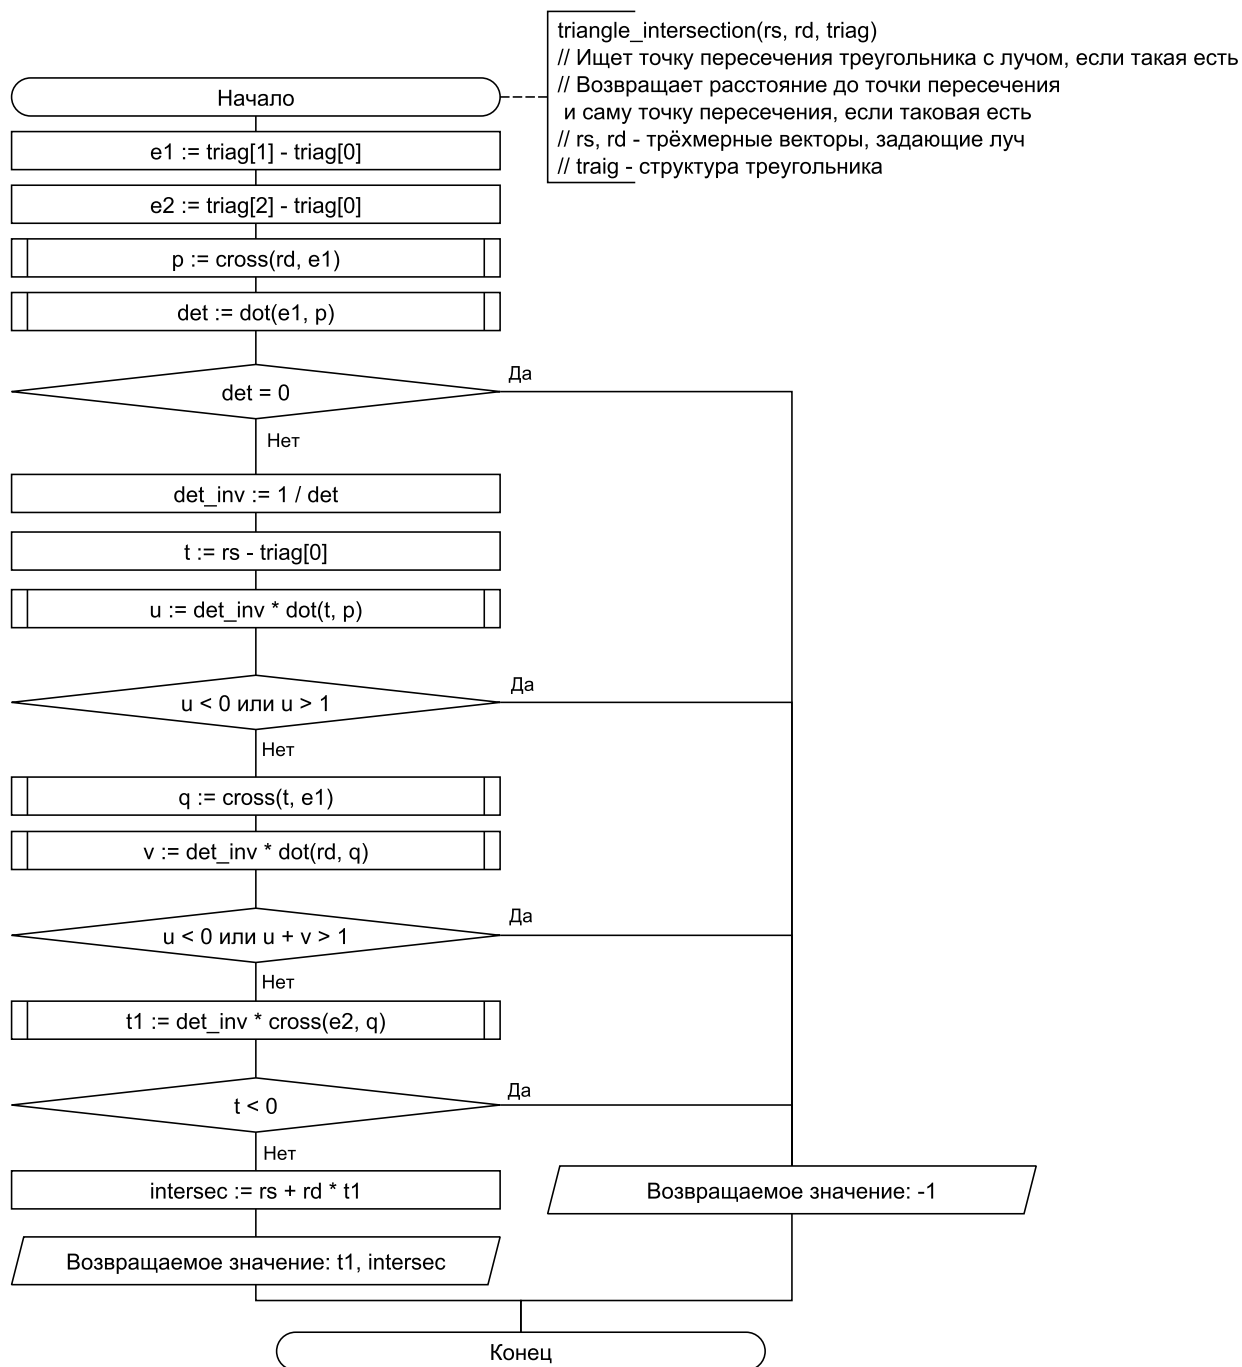 triangle_intersection(rs, rd, triag)
// Ищет точку пересечения треугольника с лучом, если такая есть
// Возвращает расстояние до точки пересечения
и саму точку пересечения, если таковая есть
// rs, rd - трёхмерные векторы, задающие луч
// traig - структура треугольника
Начало
e1 := triag[1] - triag[0]
e2 := triag[2] - triag[0]
p := cross(rd, e1)
det := dot(e1, p)
det = 0
Да
Нет
det_inv := 1 / det
t := rs - triag[0]
u := det_inv * dot(t, p)
u < 0 или u > 1
Да
Нет
q := cross(t, e1)
v := det_inv * dot(rd, q)
u < 0 или u + v > 1
Да
Нет
t1 := det_inv * cross(e2, q)
t < 0
Да
Нет
intersec := rs + rd * t1
Возвращаемое значение: -1
Возвращаемое значение: t1, intersec
Конец